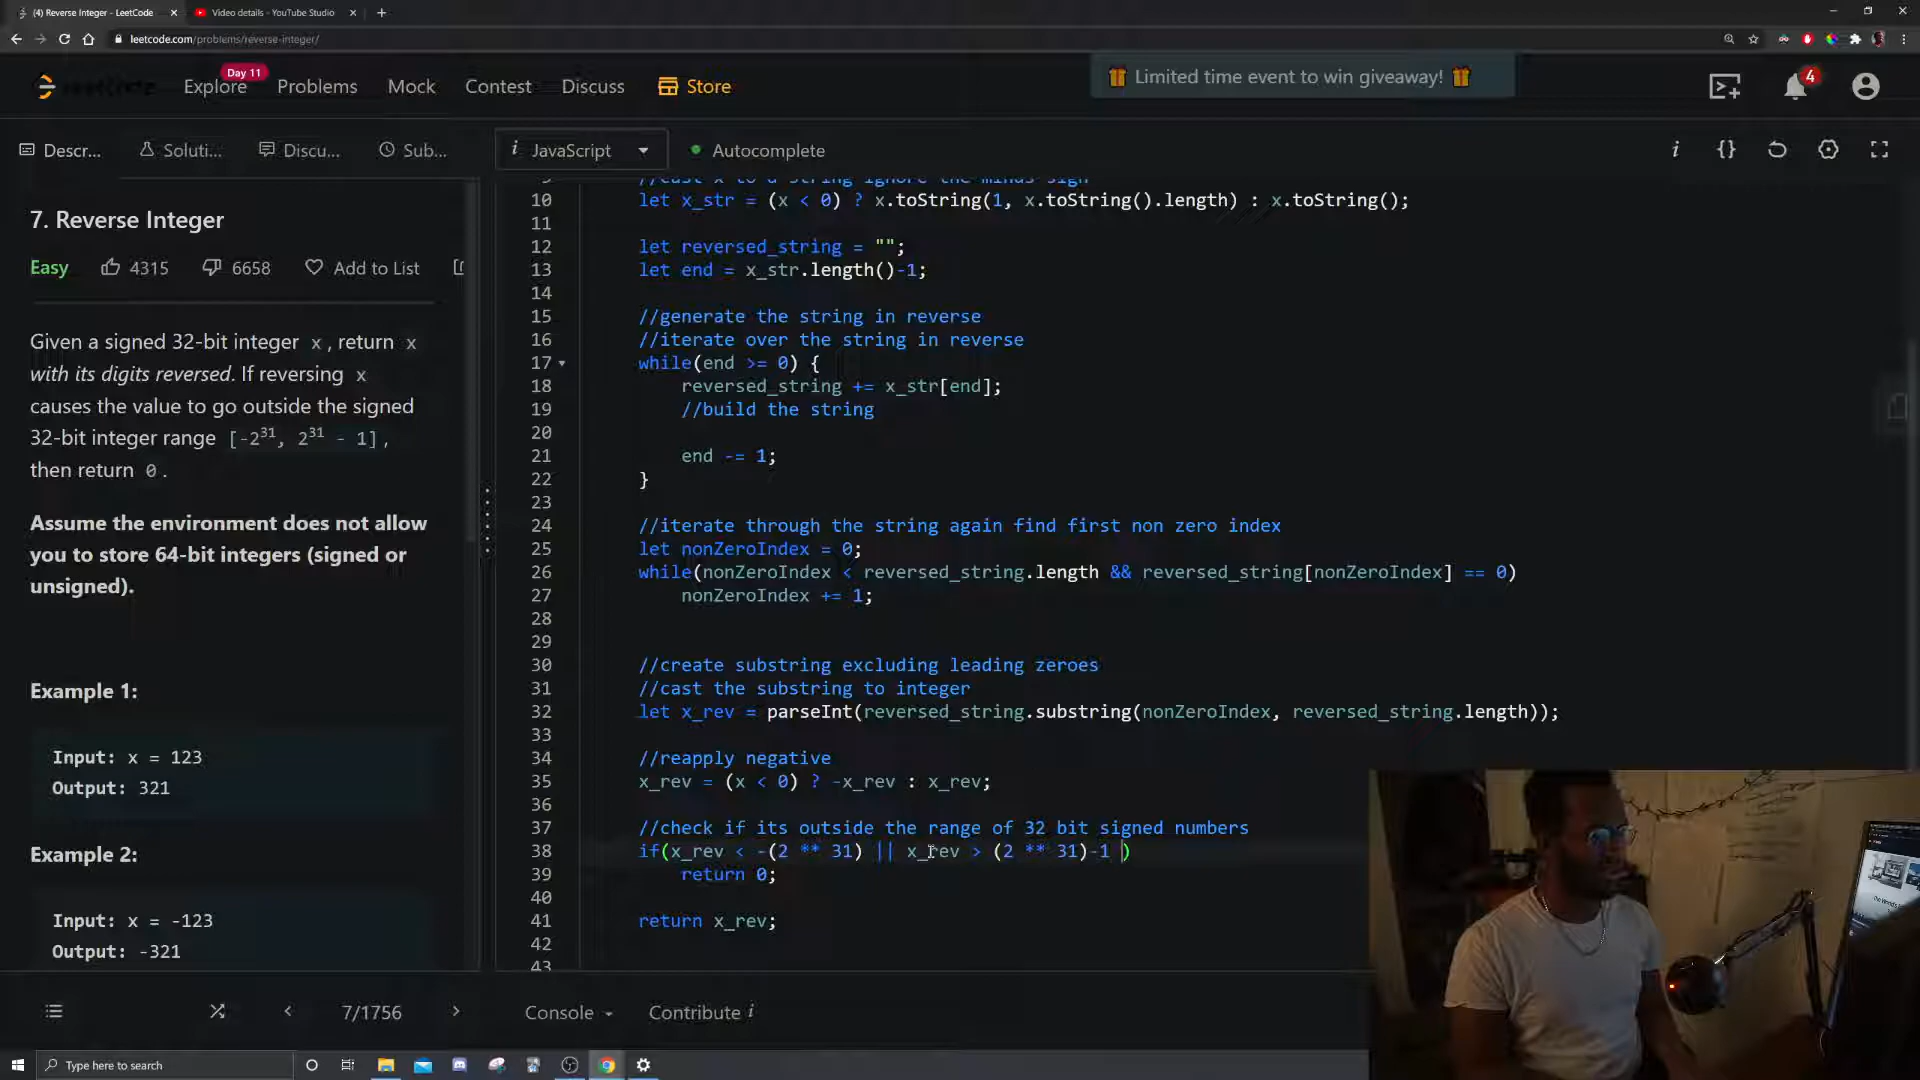 (4) Reverse Integer - LeetCode
Video details - YouTube Studio
leetcode.com/problems/reverse-integer/
LeetCode
Explore
Day 11
Problems
Mock
Contest
Discuss
Store
Limited time event to win giveaway!
4
Descr...
Soluti...
Discu...
Sub...
i JavaScript
Autocomplete
7. Reverse Integer
Easy
4315
6658
Add to List
Given a signed 32-bit integer x, return x
with its digits reversed. If reversing x
causes the value to go outside the signed
32-bit integer range [-2³¹, 2³¹ - 1],
then return 0.
Assume the environment does not allow
you to store 64-bit integers (signed or
unsigned).
Example 1:
Input: x = 123
Output: 321
Example 2:
Input: x = -123
Output: -321
9 //cast x to a string ignore the minus sign
10 let x_str = (x < 0) ? x.toString(1, x.toString().length) : x.toString();
11
12 let reversed_string = "";
13 let end = x_str.length()-1;
14
15 //generate the string in reverse
16 //iterate over the string in reverse
17 while(end >= 0) {
18 reversed_string += x_str[end];
19 //build the string
20
21 end -= 1;
22 }
23
24 //iterate through the string again find first non zero index
25 let nonZeroIndex = 0;
26 while(nonZeroIndex < reversed_string.length && reversed_string[nonZeroIndex] == 0)
27 nonZeroIndex += 1;
28
29
30 //create substring excluding leading zeroes
31 //cast the substring to integer
32 let x_rev = parseInt(reversed_string.substring(nonZeroIndex, reversed_string.length));
33
34 //reapply negative
35 x_rev = (x < 0) ? -x_rev : x_rev;
36
37 //check if its outside the range of 32 bit signed numbers
38 if(x_rev < -(2 ** 31) || x_rev > (2 ** 31)-1 )
39 return 0;
40
41 return x_rev;
42
43
7/1756
Console
Contribute i
Type here to search